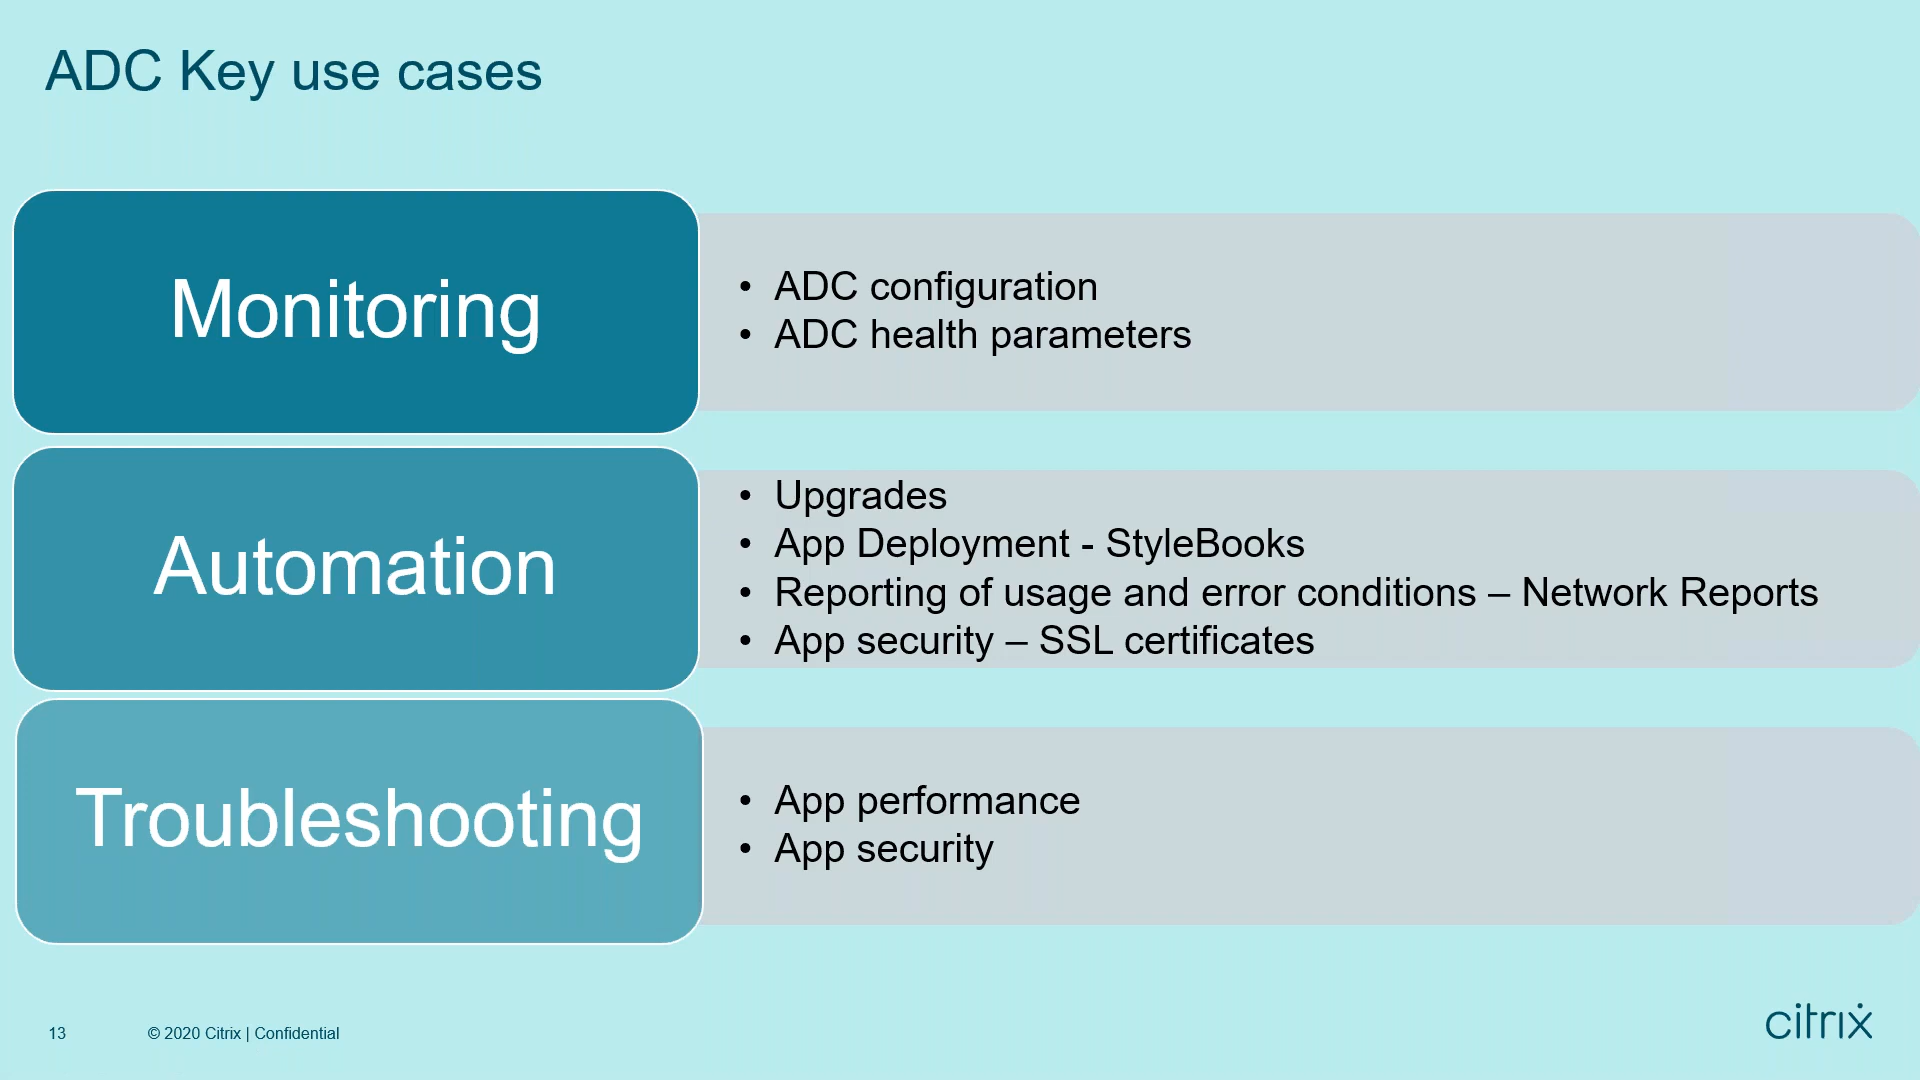 ADC Key use cases
Monitoring
• ADC configuration
• ADC health parameters
Automation
• Upgrades
• App Deployment - StyleBooks
• Reporting of usage and error conditions – Network Reports
• App security – SSL certificates
Troubleshooting
• App performance
• App security
13 © 2020 Citrix | Confidential
citrix